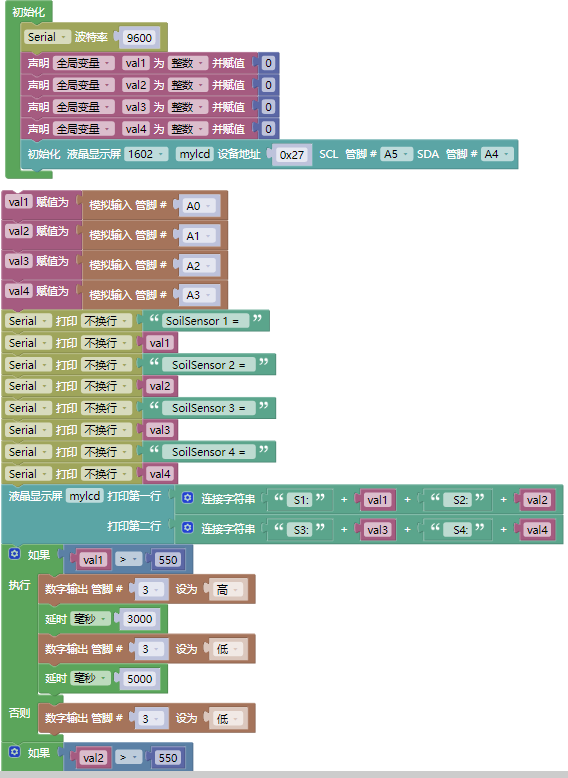 初始化
Serial 波特率 9600
声明 全局变量 val1 为 整数 并赋值 0
声明 全局变量 val2 为 整数 并赋值 0
声明 全局变量 val3 为 整数 并赋值 0
声明 全局变量 val4 为 整数 并赋值 0
初始化 液晶显示屏 1602 mylcd 设备地址 0x27 SCL 管脚 # A5 SDA 管脚 # A4
val1 赋值为 模拟输入 管脚 # A0
val2 赋值为 模拟输入 管脚 # A1
val3 赋值为 模拟输入 管脚 # A2
val4 赋值为 模拟输入 管脚 # A3
Serial 打印 不换行 “ SoilSensor 1 = ”
Serial 打印 不换行 val1
Serial 打印 不换行 “ SoilSensor 2 = ”
Serial 打印 不换行 val2
Serial 打印 不换行 “ SoilSensor 3 = ”
Serial 打印 不换行 val3
Serial 打印 不换行 “ SoilSensor 4 = ”
Serial 打印 不换行 val4
液晶显示屏 mylcd 打印第一行 连接字符串 “ S1: ” + val1 + “ S2: ” + val2
打印第二行 连接字符串 “ S3: ” + val3 + “ S4: ” + val4
如果 val1 > 550
执行 数字输出 管脚 # 3 设为 高
延时 毫秒 3000
数字输出 管脚 # 3 设为 低
延时 毫秒 5000
否则 数字输出 管脚 # 3 设为 低
如果 val2 > 550